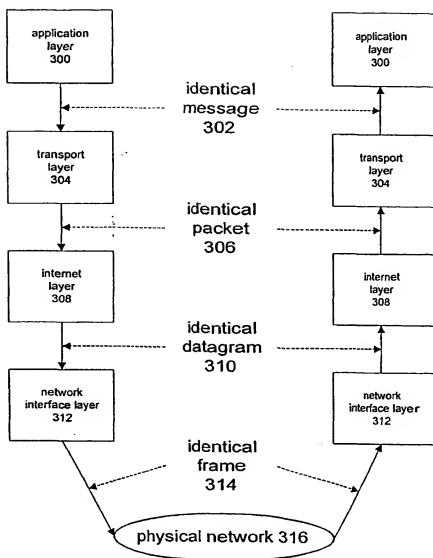 application
layer
300
application
layer
300
identical
message
302
transport
layer
304
transport
layer
304
identical
packet
306
internet
layer
308
internet
layer
308
identical
datagram
310
network
interface layer
312
network
interface layer
312
identical
frame
314
physical network 316